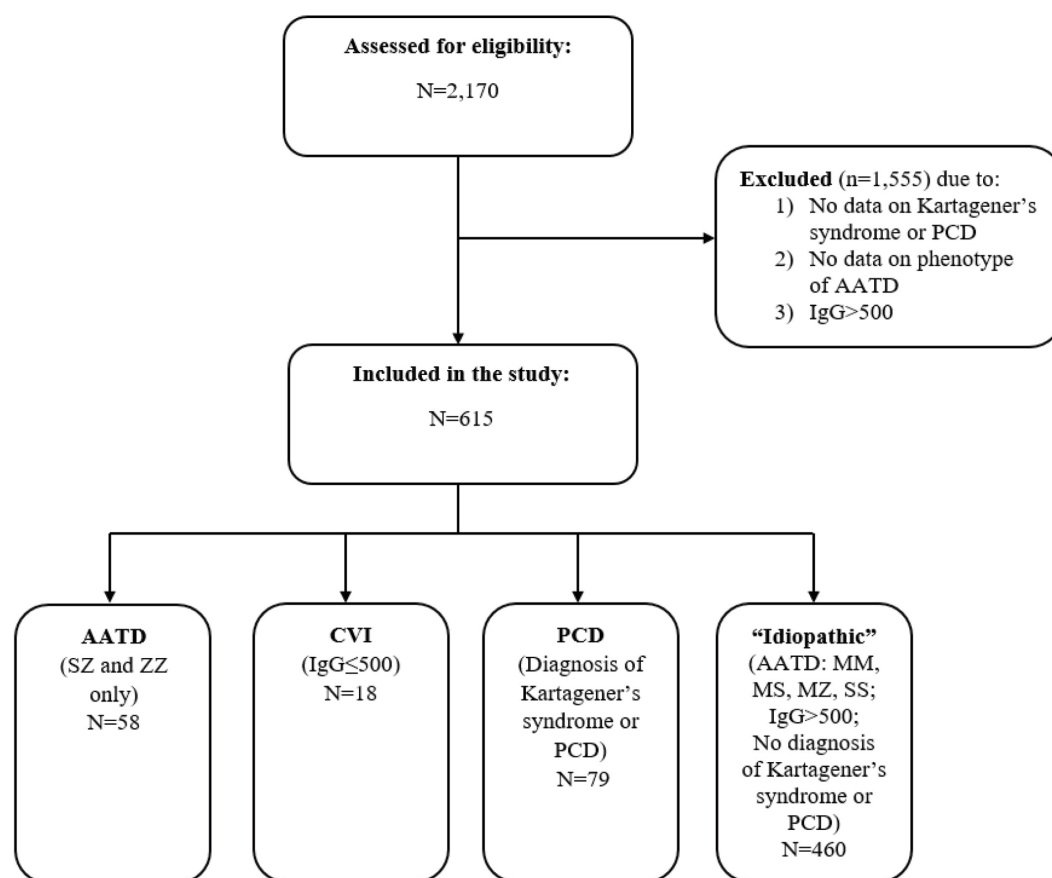 Assessed for eligibility:
N=2,170
Excluded (n=1,555) due to:
1) No data on Kartagener’s
syndrome or PCD
2) No data on phenotype
of AATD
3) IgG>500
Included in the study:
N=615
AATD
(SZ and ZZ
only)
N=58
CVI
(IgG≤500)
N=18
PCD
(Diagnosis of
Kartagener’s
syndrome or
PCD)
N=79
“Idiopathic”
(AATD: MM,
MS, MZ, SS;
IgG>500;
No diagnosis
of Kartagener’s
syndrome or
PCD)
N=460